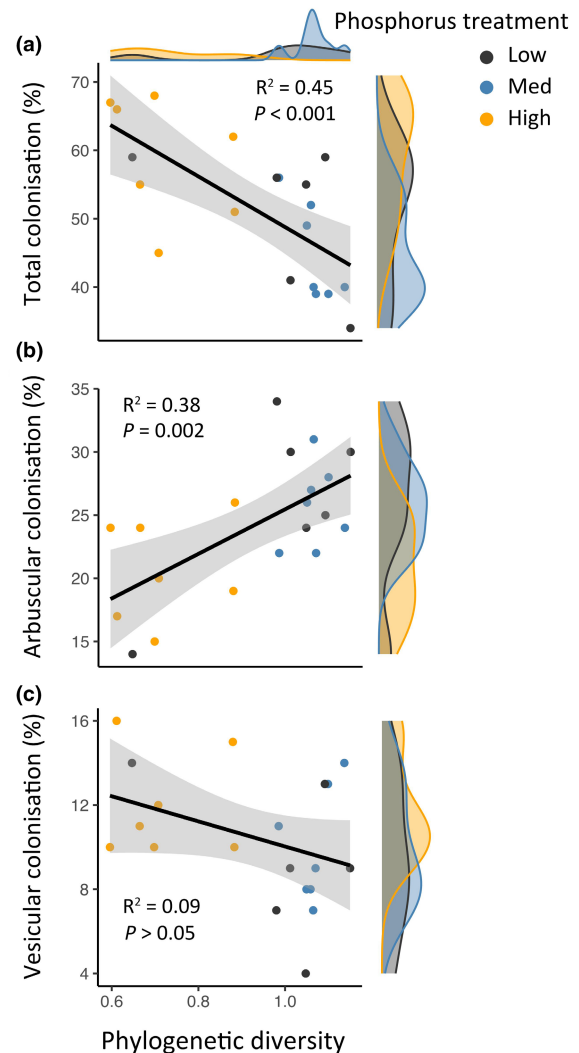 Phosphorus treatment
Low
Med
High
(a)
Total colonisation (%)
70
60
50
40
R² = 0.45
P < 0.001
(b)
Arbuscular colonisation (%)
35
30
25
20
15
R² = 0.38
P = 0.002
(c)
Vesicular colonisation (%)
16
12
8
4
R² = 0.09
P > 0.05
0.6 0.8 1.0
Phylogenetic diversity